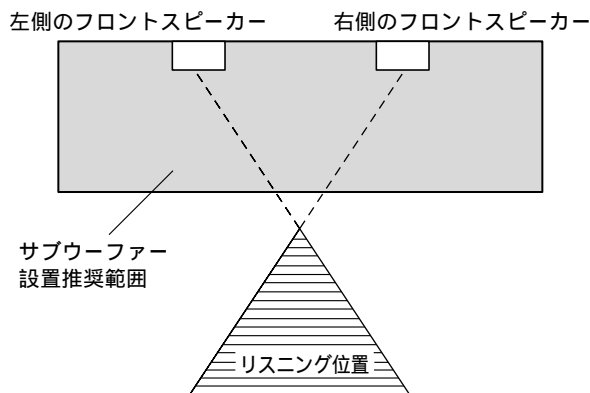 左側のフロントスピーカー
右側のフロントスピーカー
サブウーファー
設置推奨範囲
リスニング位置